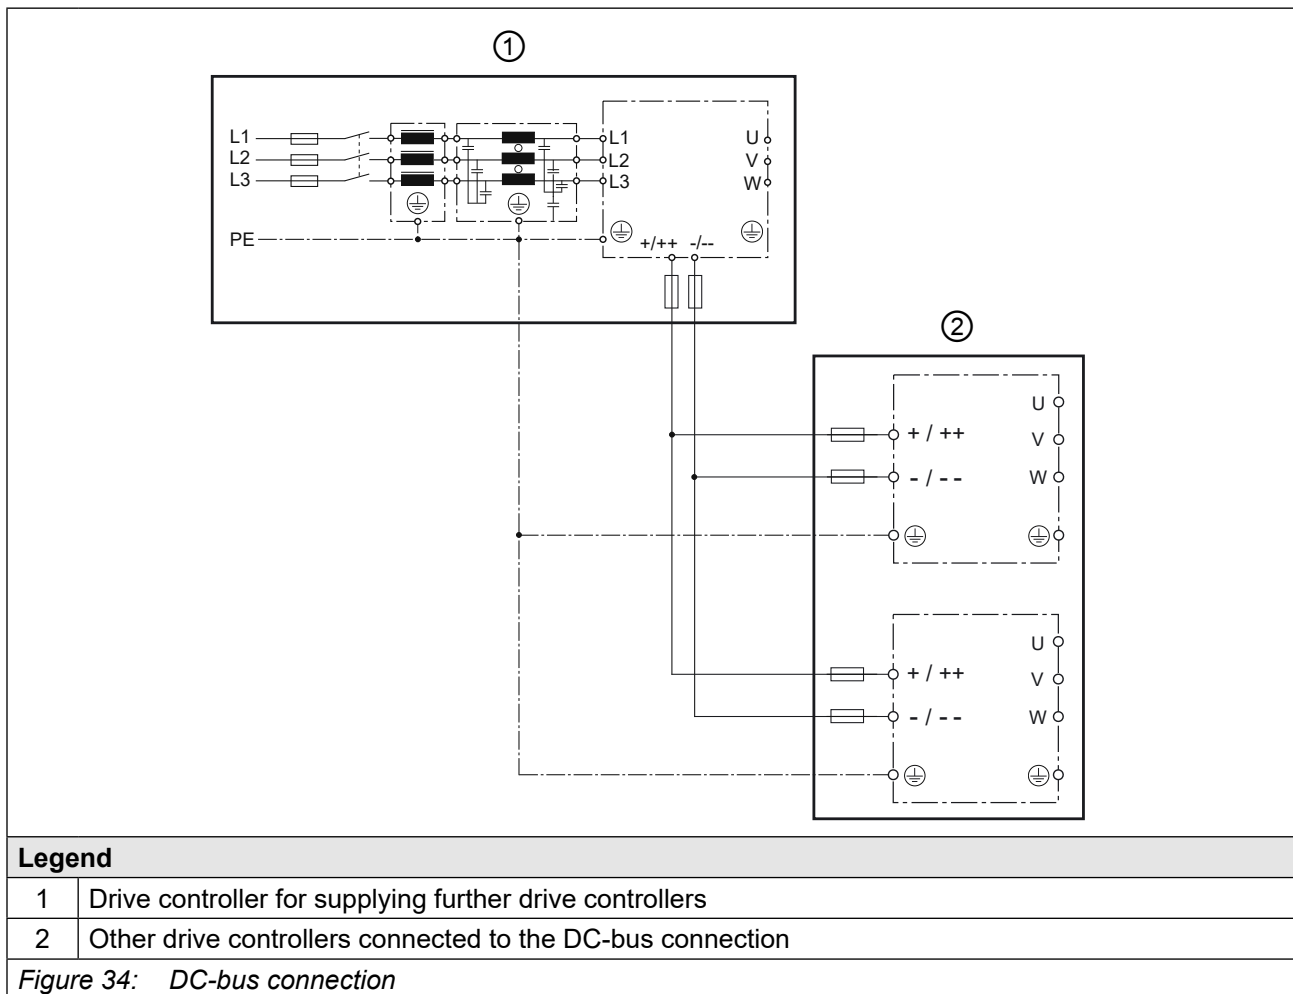 1
L1 L1 U
L2 L2 V
L3 L3 W
PE
+/++ -/--
2
U
+ / ++ V
- / - - W
U
+ / ++ V
- / - - W
Legend
1 Drive controller for supplying further drive controllers
2 Other drive controllers connected to the DC-bus connection
Figure 34: DC-bus connection